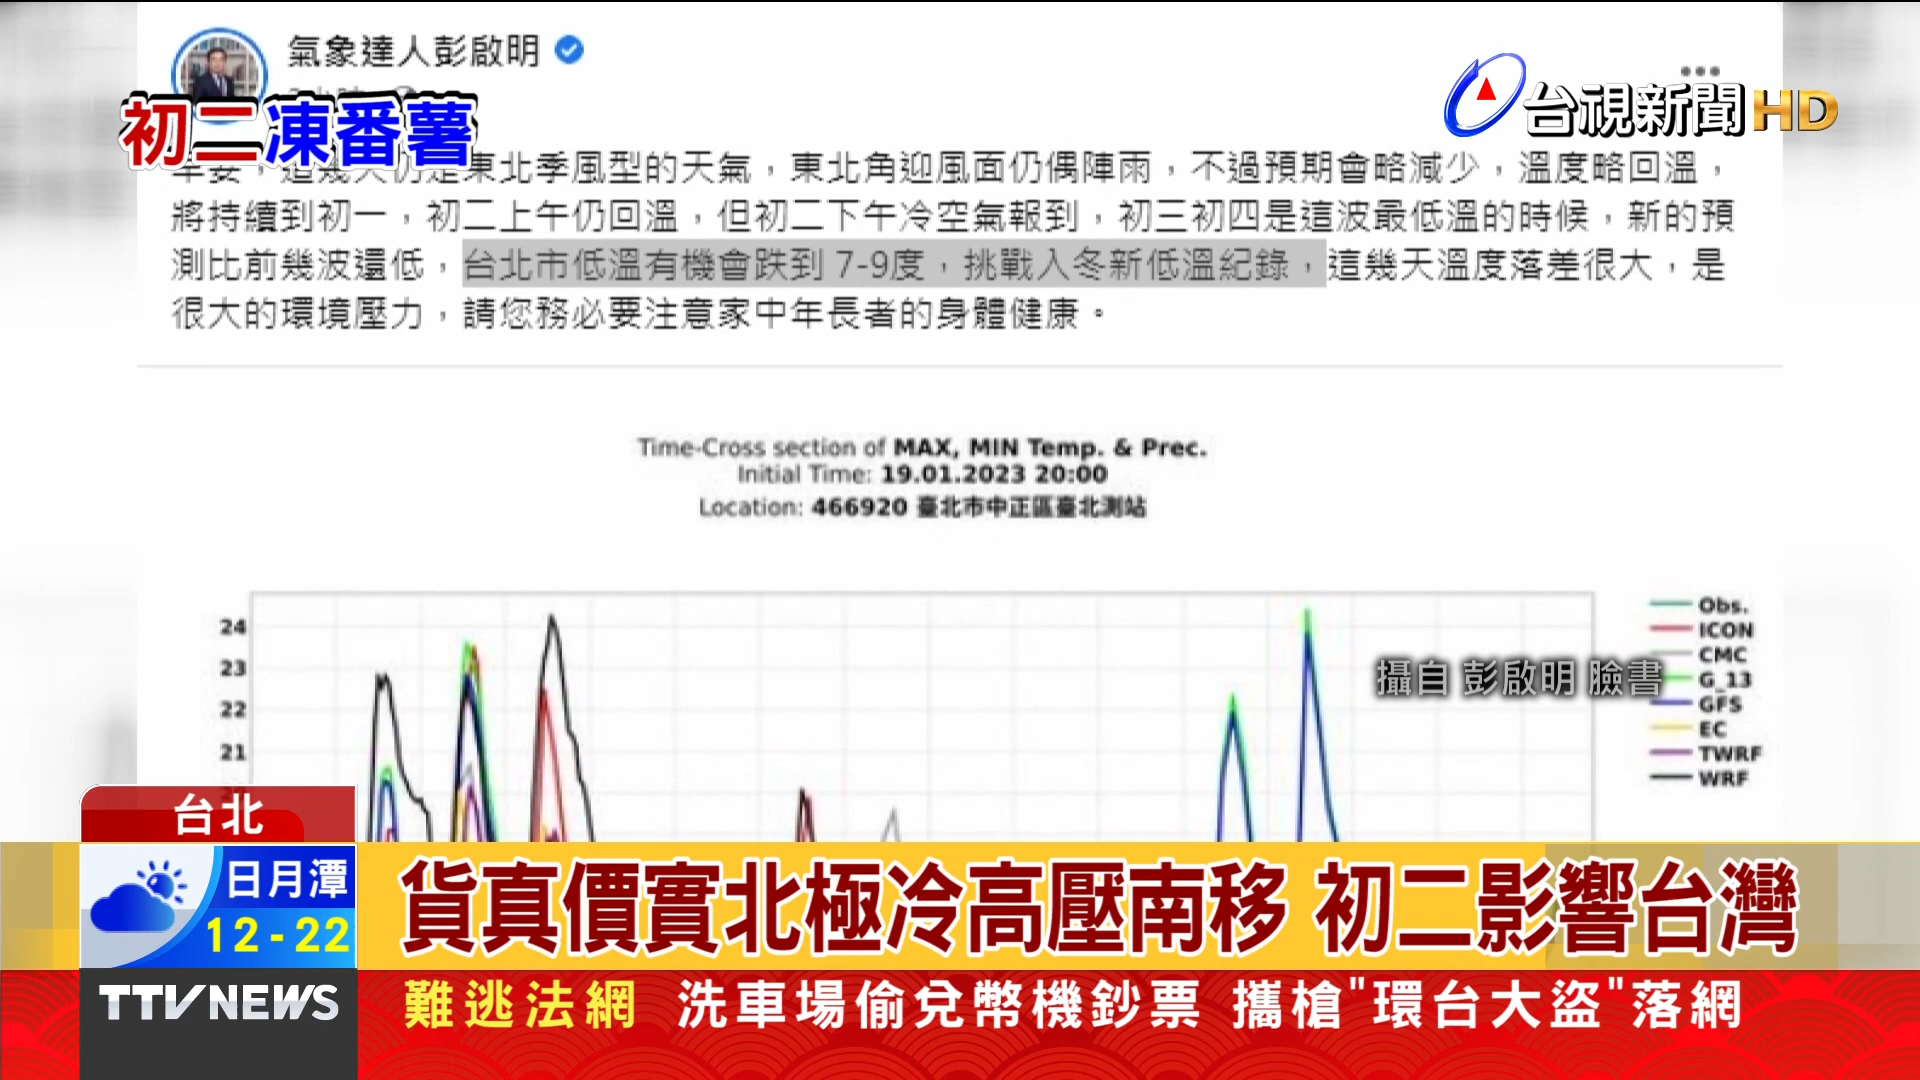 氣象達人彭啟明
初二凍番薯
台視新聞HD
早安，這幾天仍是東北季風型的天氣，東北角迎風面仍偶陣雨，不過預期會略減少，溫度略回溫，
將持續到初一，初二上午仍回溫，但初二下午冷空氣報到，初三初四是這波最低溫的時候，新的預
測比前幾波還低，台北市低溫有機會跌到 7-9度，挑戰入冬新低溫紀錄，這幾天溫度落差很大，是
很大的環境壓力，請您務必要注意家中年長者的身體健康。
Time-Cross section of MAX, MIN Temp. & Prec.
Initial Time: 19.01.2023 20:00
Location: 466920 臺北市中正區臺北測站
24
23
22
21
20
Obs.
ICON
CMC
G_13
GFS
EC
TWRF
WRF
攝自 彭啟明 臉書
台北
日月潭
12-22
貨真價實北極冷高壓南移 初二影響台灣
TTV NEWS
難逃法網 洗車場偷兌幣機鈔票 攜槍"環台大盜"落網